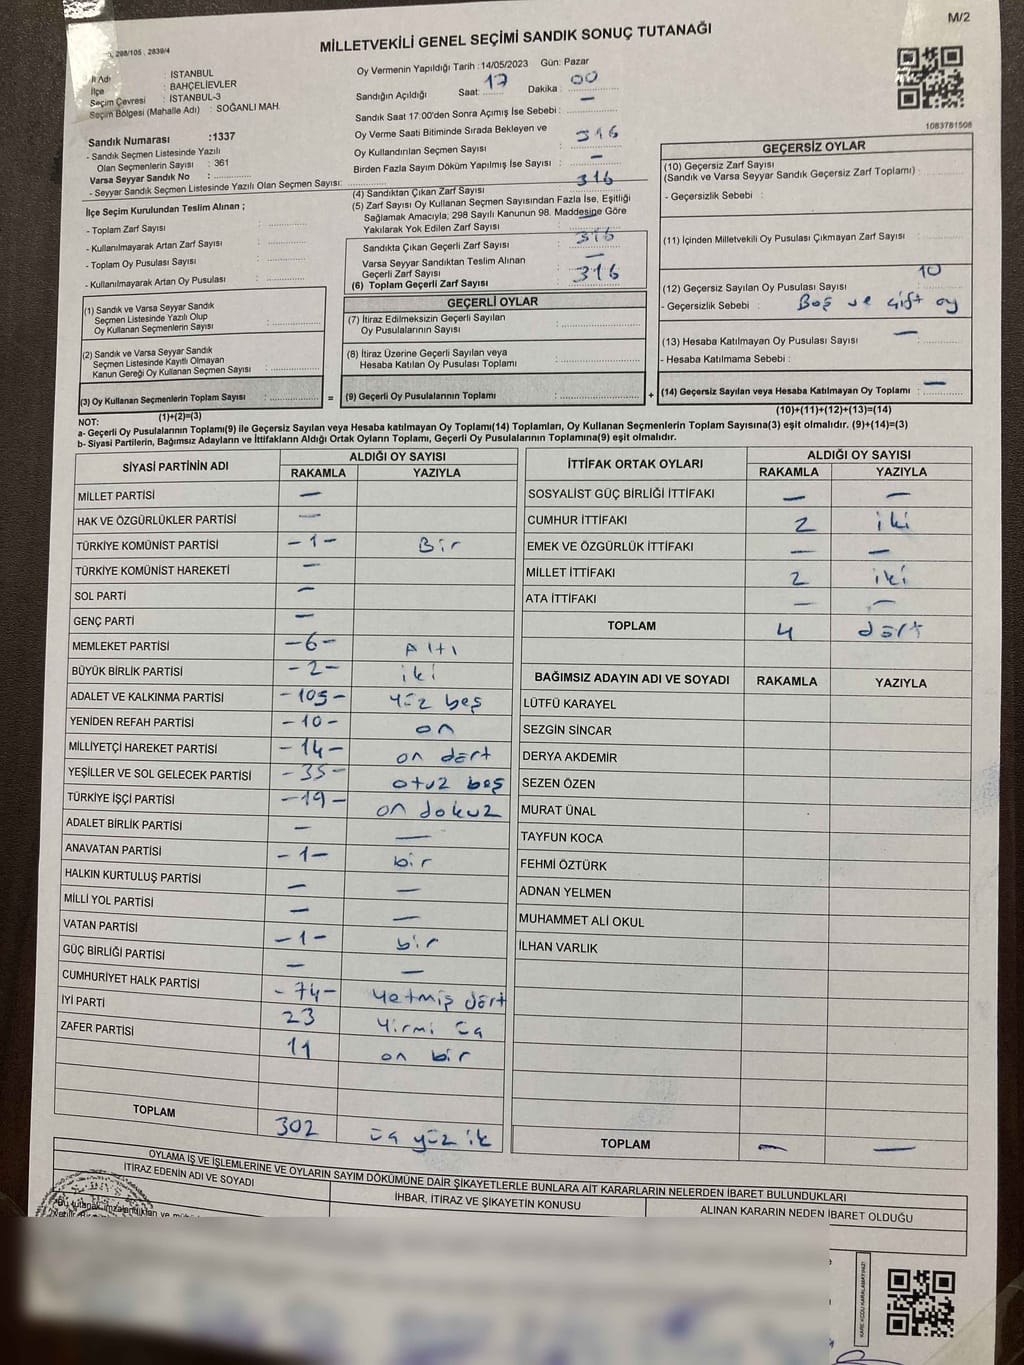 M/2
298/105 . 2839/4
MİLLETVEKİLİ GENEL SEÇİMİ SANDIK SONUÇ TUTANAĞI
İl Adı : İSTANBUL
İlçe : BAHÇELİEVLER
Seçim Çevresi : İSTANBUL-3
Seçim Bölgesi (Mahalle Adı) : SOĞANLI MAH.
Sandık Numarası :1337
- Sandık Seçmen Listesinde Yazılı
Olan Seçmenlerin Sayısı : 361
Varsa Seyyar Sandık No :
- Seyyar Sandık Seçmen Listesinde Yazılı Olan Seçmen Sayısı:
Oy Vermenin Yapıldığı Tarih :14/05/2023 Gün: Pazar
Sandığın Açıldığı Saat: 17 Dakika : 00
Sandık Saat 17:00'den Sonra Açımış İse Sebebi : —
Oy Verme Saati Bitiminde Sırada Bekleyen ve
Oy Kullandırılan Seçmen Sayısı : 316
Birden Fazla Sayım Döküm Yapılmış İse Sayısı : —
(4) Sandıktan Çıkan Zarf Sayısı : 316
(5) Zarf Sayısı Oy Kullanan Seçmen Sayısından Fazla İse, Eşitliği
Sağlamak Amacıyla, 298 Sayılı Kanunun 98. Maddesine Göre
Yakılarak Yok Edilen Zarf Sayısı : —
Sandıkta Çıkan Geçerli Zarf Sayısı : 316
Varsa Seyyar Sandıktan Teslim Alınan
Geçerli Zarf Sayısı : —
(6) Toplam Geçerli Zarf Sayısı : 316
1083781508
GEÇERSİZ OYLAR
(10) Geçersiz Zarf Sayısı
(Sandık ve Varsa Seyyar Sandık Geçersiz Zarf Toplamı) :
- Geçersizlik Sebebi :
(11) İçinden Milletvekili Oy Pusulası Çıkmayan Zarf Sayısı :
(12) Geçersiz Sayılan Oy Pusulası Sayısı : 10
- Geçersizlik Sebebi : Boş ve çift oy
(13) Hesaba Katılmayan Oy Pusulası Sayısı : —
- Hesaba Katılmama Sebebi :
(14) Geçersiz Sayılan veya Hesaba Katılmayan Oy Toplamı : —
(10)+(11)+(12)+(13)=(14)
İlçe Seçim Kurulundan Teslim Alınan ;
- Toplam Zarf Sayısı :
- Kullanılmayarak Artan Zarf Sayısı :
- Toplam Oy Pusulası Sayısı :
- Kullanılmayarak Artan Oy Pusulası :
(1) Sandık ve Varsa Seyyar Sandık
Seçmen Listesinde Yazılı Olup
Oy Kullanan Seçmenlerin Sayısı :
(2) Sandık ve Varsa Seyyar Sandık
Seçmen Listesinde Kayıtlı Olmayan
Kanun Gereği Oy Kullanan Seçmen Sayısı :
(3) Oy Kullanan Seçmenlerin Toplam Sayısı : =
(1)+(2)=(3)
GEÇERLİ OYLAR
(7) İtiraz Edilmeksizin Geçerli Sayılan
Oy Pusulalarının Sayısı :
(8) İtiraz Üzerine Geçerli Sayılan veya
Hesaba Katılan Oy Pusulası Toplamı :
(9) Geçerli Oy Pusulalarının Toplamı : +
NOT:
a- Geçerli Oy Pusulalarının Toplamı(9) ile Geçersiz Sayılan veya Hesaba katılmayan Oy Toplamı(14) Toplamları, Oy Kullanan Seçmenlerin Toplam Sayısına(3) eşit olmalıdır. (9)+(14)=(3)
b- Siyasi Partilerin, Bağımsız Adayların ve İttifakların Aldığı Ortak Oyların Toplamı, Geçerli Oy Pusulalarının Toplamına(9) eşit olmalıdır.
SİYASİ PARTİNİN ADI ALDIĞI OY SAYISI
RAKAMLA YAZIYLA
MİLLET PARTİSİ —
HAK VE ÖZGÜRLÜKLER PARTİSİ —
TÜRKİYE KOMÜNİST PARTİSİ -1- Bir
TÜRKİYE KOMÜNİST HAREKETİ —
SOL PARTİ —
GENÇ PARTİ —
MEMLEKET PARTİSİ -6- Altı
BÜYÜK BİRLİK PARTİSİ -2- iki
ADALET VE KALKINMA PARTİSİ -105- yüz beş
YENİDEN REFAH PARTİSİ -10- on
MİLLİYETÇİ HAREKET PARTİSİ -14- on dört
YEŞİLLER VE SOL GELECEK PARTİSİ -35- otuz beş
TÜRKİYE İŞÇİ PARTİSİ -19- on dokuz
ADALET BİRLİK PARTİSİ — —
ANAVATAN PARTİSİ -1- bir
HALKIN KURTULUŞ PARTİSİ — —
MİLLİ YOL PARTİSİ — —
VATAN PARTİSİ -1- bir
GÜÇ BİRLİĞİ PARTİSİ — —
CUMHURİYET HALK PARTİSİ -74- yetmiş dört
İYİ PARTİ 23 yirmi üç
ZAFER PARTİSİ 11 on bir
TOPLAM 302 üç yüz ik
İTTİFAK ORTAK OYLARI ALDIĞI OY SAYISI
RAKAMLA YAZIYLA
SOSYALİST GÜÇ BİRLİĞİ İTTİFAKI — —
CUMHUR İTTİFAKI 2 iki
EMEK VE ÖZGÜRLÜK İTTİFAKI — —
MİLLET İTTİFAKI 2 iki
ATA İTTİFAKI — —
TOPLAM 4 dört
BAĞIMSIZ ADAYIN ADI VE SOYADI RAKAMLA YAZIYLA
LÜTFÜ KARAYEL
SEZGİN SİNCAR
DERYA AKDEMİR
SEZEN ÖZEN
MURAT ÜNAL
TAYFUN KOCA
FEHMİ ÖZTÜRK
ADNAN YELMEN
MUHAMMET ALİ OKUL
İLHAN VARLIK
TOPLAM — —
OYLAMA İŞ VE İŞLEMLERİNE VE OYLARIN SAYIM DÖKÜMÜNE DAİR ŞİKAYETLERLE BUNLARA AİT KARARLARIN NELERDEN İBARET BULUNDUKLARI
İTİRAZ EDENİN ADI VE SOYADI İHBAR, İTİRAZ VE ŞİKAYETİN KONUSU ALINAN KARARIN NEDEN İBARET OLDUĞU
Bu tutanak imzalandıktan ve
KARE KODU KARALAMAYINIZ!